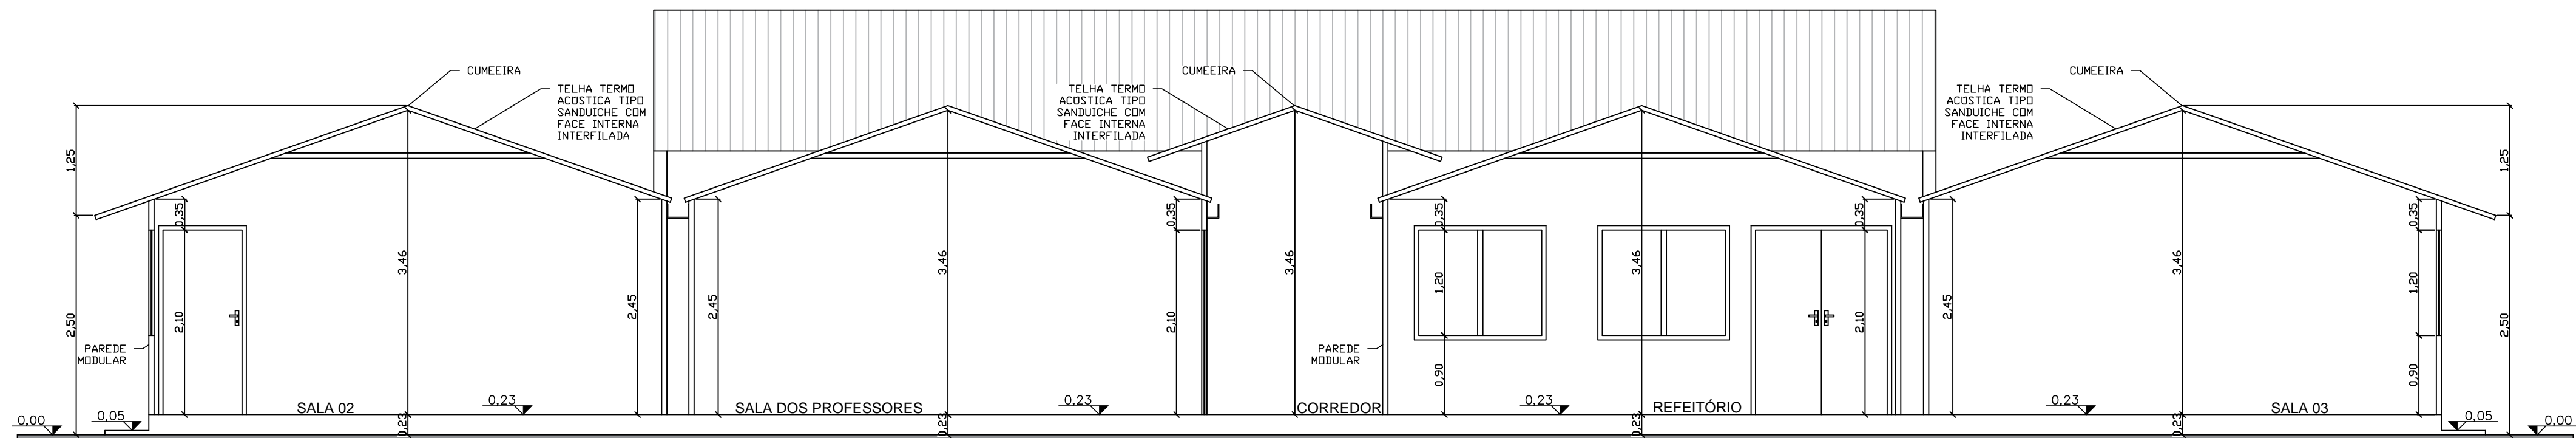 CUMEEIRA
TELHA TERMO
ACÚSTICA TIPO
SANDUICHE COM
FACE INTERNA
INTERFILADA
CUMEEIRA
TELHA TERMO
ACÚSTICA TIPO
SANDUICHE COM
FACE INTERNA
INTERFILADA
CUMEEIRA
TELHA TERMO
ACÚSTICA TIPO
SANDUICHE COM
FACE INTERNA
INTERFILADA
1,25
2,50
0,35
2,10
3,46
2,45
2,45
3,46
0,35
2,10
3,46
0,35
1,20
0,90
3,46
0,35
2,10
2,45
3,46
0,35
1,20
0,90
1,25
2,50
PAREDE
MODULAR
PAREDE
MODULAR
SALA 02
0,23
SALA DOS PROFESSORES
0,23
CORREDOR
0,23
REFEITÓRIO
0,23
SALA 03
0,00
0,05
0,23
0,23
0,23
0,23
0,05
0,00